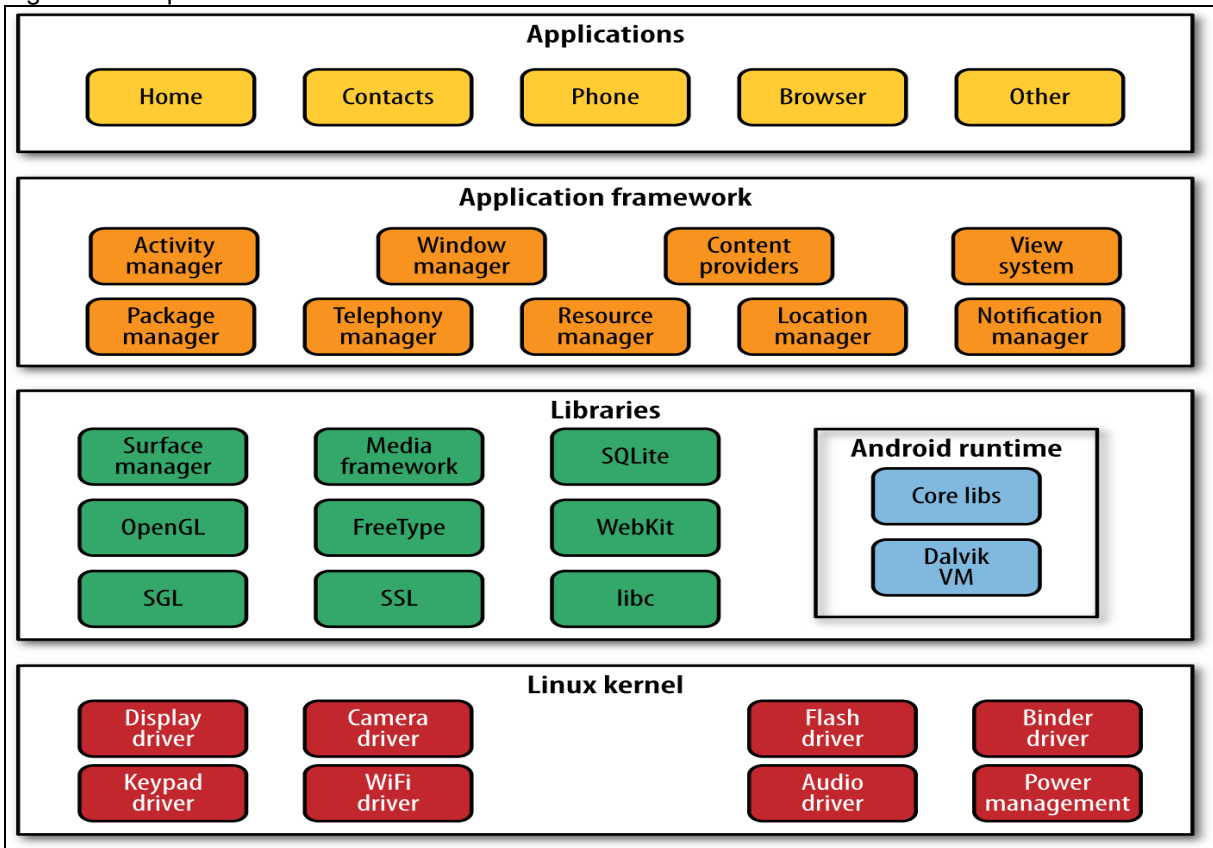 Applications
Home Contacts Phone Browser Other
Application framework
Activity manager
Window manager
Content providers
View system
Package manager
Telephony manager
Resource manager
Location manager
Notification manager
Libraries
Surface manager
Media framework
SQLite
OpenGL
FreeType
WebKit
SGL
SSL
libc
Android runtime
Core libs
Dalvik VM
Linux kernel
Display driver
Camera driver
Flash driver
Binder driver
Keypad driver
WiFi driver
Audio driver
Power management